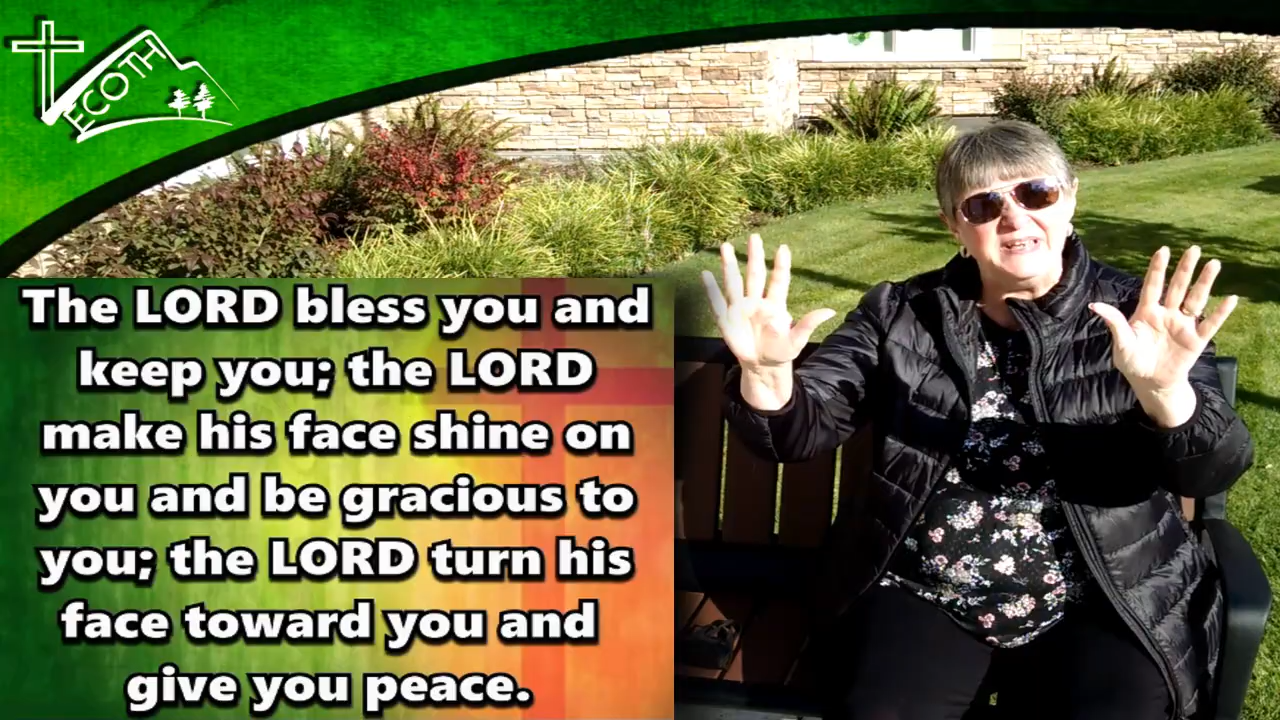 ECOTH
The LORD bless you and
keep you; the LORD
make his face shine on
you and be gracious to
you; the LORD turn his
face toward you and
give you peace.